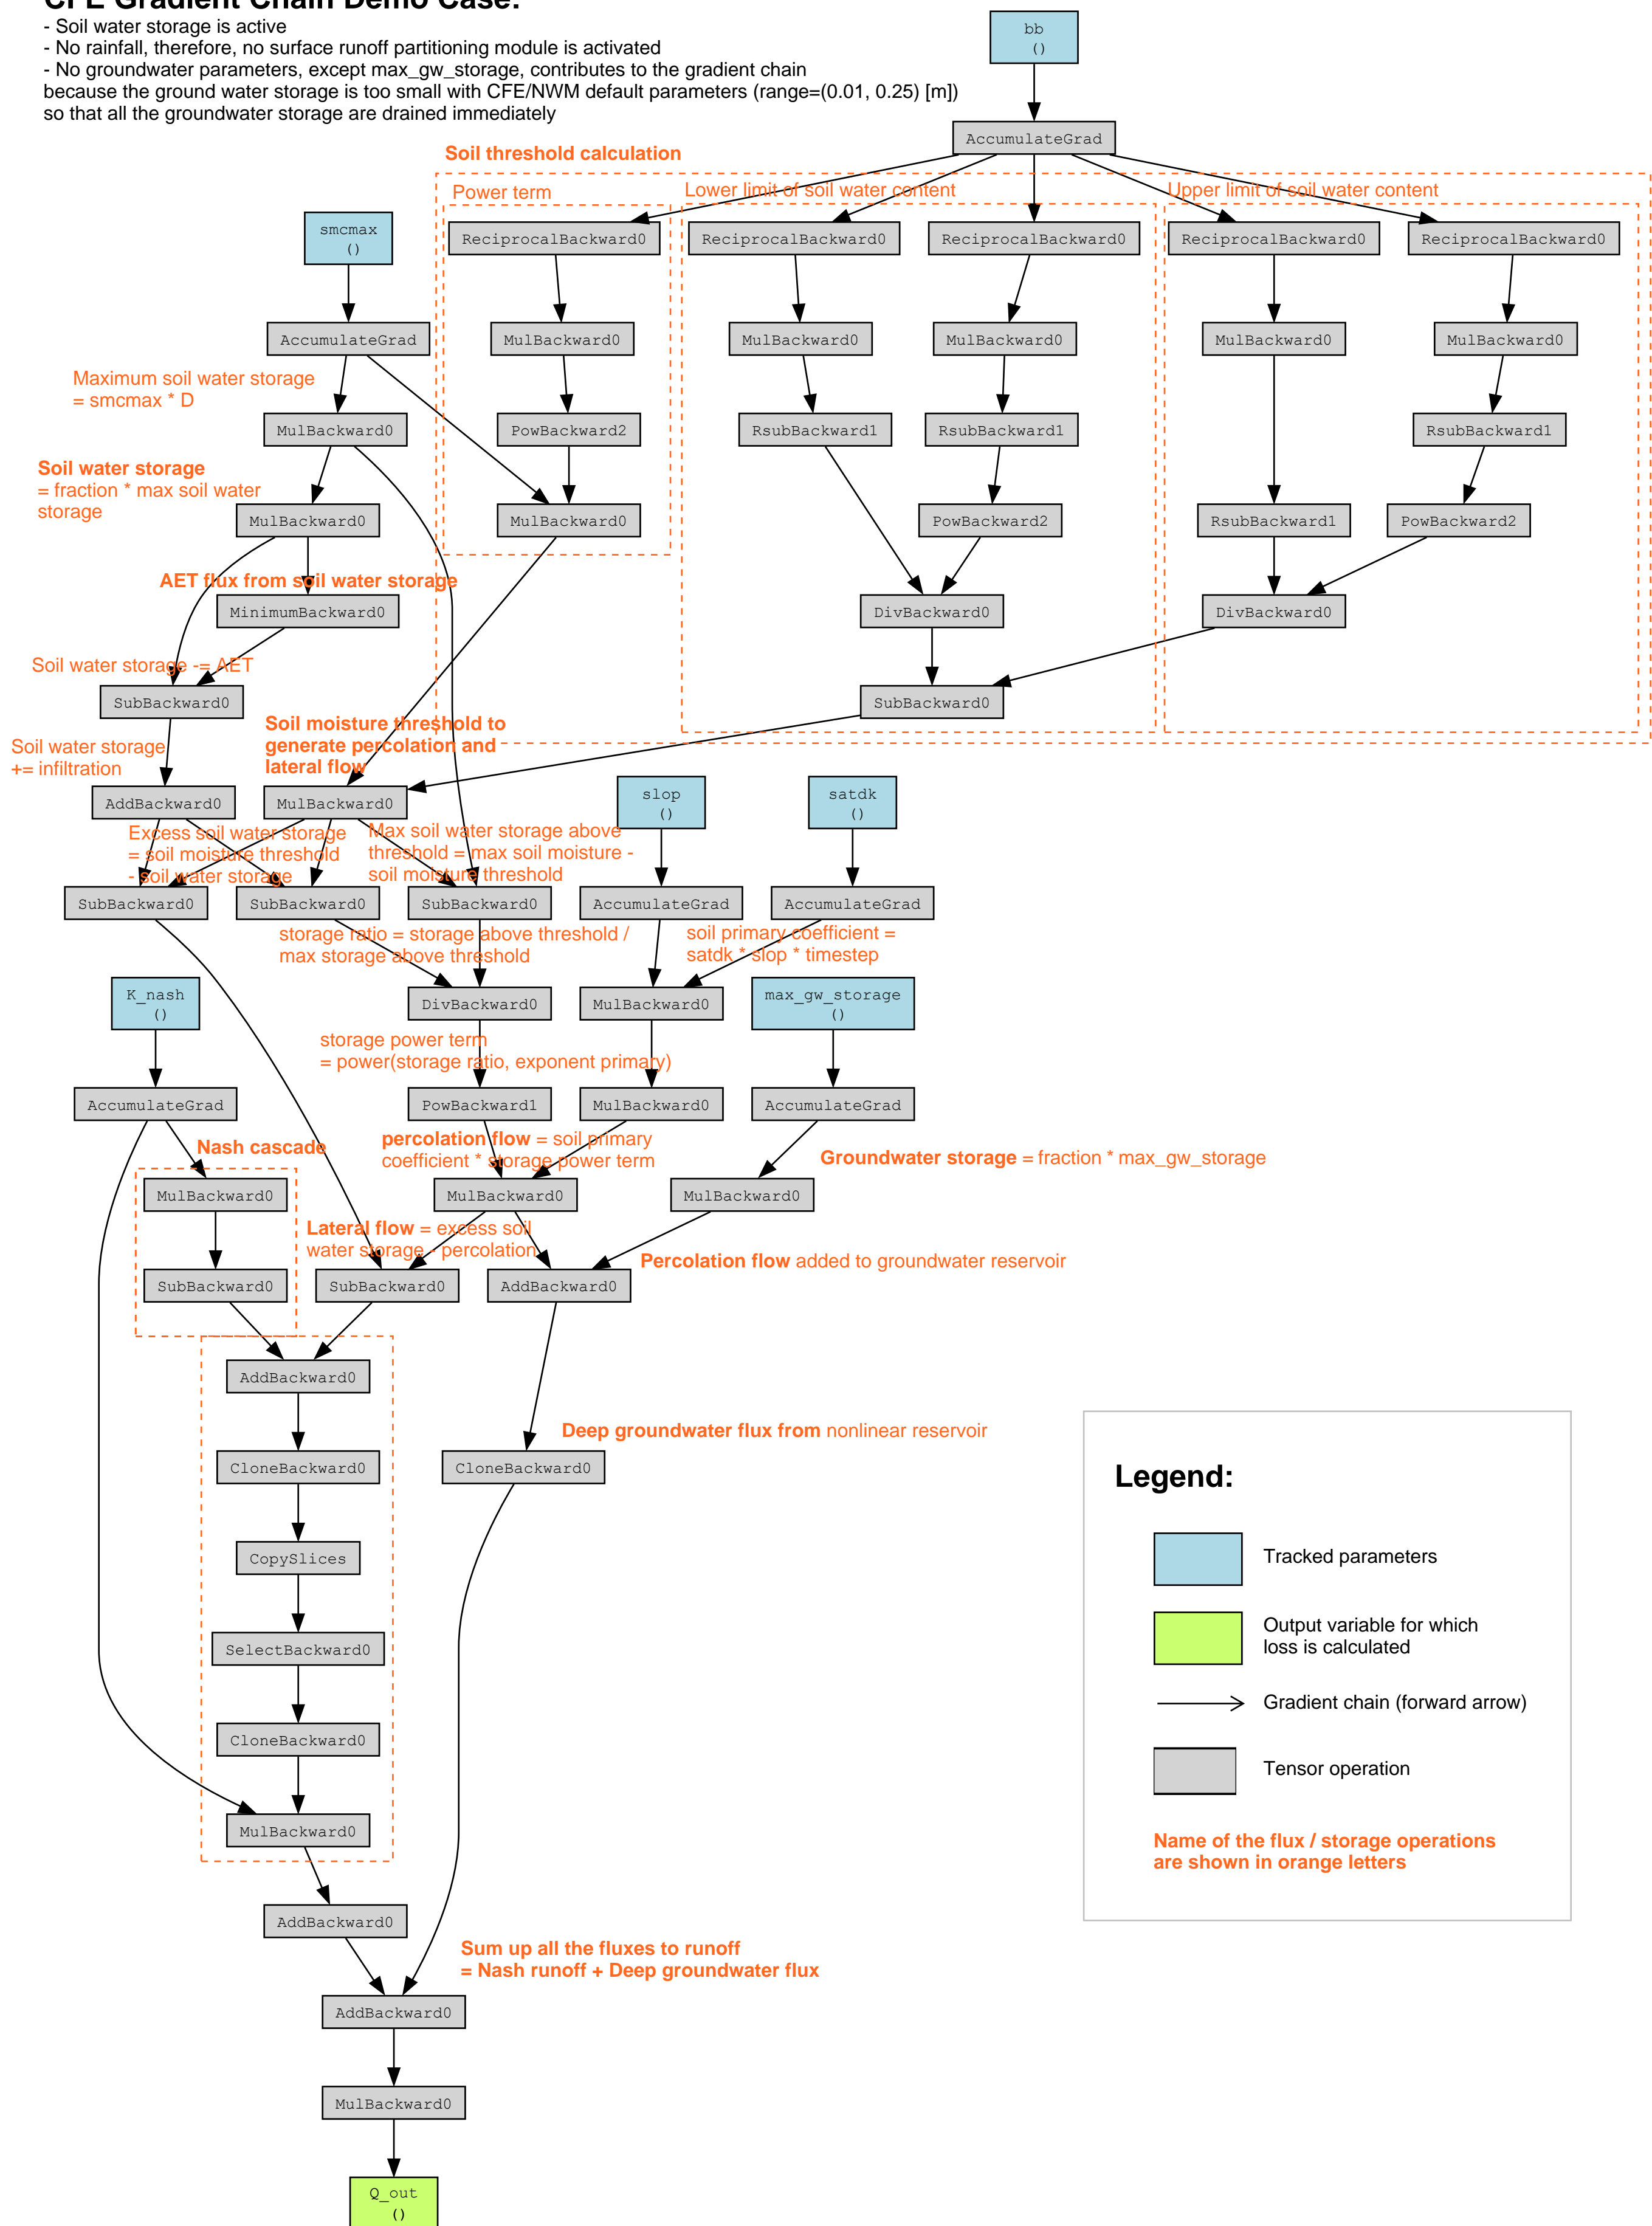 CFE Gradient Chain Demo Case:
- Soil water storage is active
- No rainfall, therefore, no surface runoff partitioning module is activated
- No groundwater parameters, except max_gw_storage, contributes to the gradient chain
because the ground water storage is too small with CFE/NWM default parameters (range=(0.01, 0.25) [m])
so that all the groundwater storage are drained immediately
bb
()
AccumulateGrad
Soil threshold calculation
Power term
Lower limit of soil water content
Upper limit of soil water content
smcmax
()
ReciprocalBackward0
ReciprocalBackward0
ReciprocalBackward0
ReciprocalBackward0
ReciprocalBackward0
AccumulateGrad
MulBackward0
MulBackward0
MulBackward0
MulBackward0
MulBackward0
Maximum soil water storage
= smcmax * D
MulBackward0
PowBackward2
RsubBackward1
RsubBackward1
RsubBackward1
Soil water storage
= fraction * max soil water
storage
MulBackward0
MulBackward0
PowBackward2
RsubBackward1
PowBackward2
AET flux from soil water storage
MinimumBackward0
DivBackward0
DivBackward0
Soil water storage -= AET
SubBackward0
SubBackward0
Soil moisture threshold to
generate percolation and
lateral flow
Soil water storage
+= infiltration
AddBackward0
MulBackward0
slop
()
satdk
()
Excess soil water storage
= soil moisture threshold
- soil water storage
Max soil water storage above
threshold = max soil moisture -
soil moisture threshold
SubBackward0
SubBackward0
SubBackward0
AccumulateGrad
AccumulateGrad
storage ratio = storage above threshold /
max storage above threshold
soil primary coefficient =
satdk * slop * timestep
K_nash
()
DivBackward0
MulBackward0
max_gw_storage
()
storage power term
= power(storage ratio, exponent primary)
AccumulateGrad
PowBackward1
MulBackward0
AccumulateGrad
Nash cascade
percolation flow = soil primary
coefficient * storage power term
Groundwater storage = fraction * max_gw_storage
MulBackward0
MulBackward0
MulBackward0
Lateral flow = excess soil
water storage - percolation
Percolation flow added to groundwater reservoir
SubBackward0
SubBackward0
AddBackward0
AddBackward0
Deep groundwater flux from nonlinear reservoir
CloneBackward0
CloneBackward0
CopySlices
SelectBackward0
CloneBackward0
MulBackward0
AddBackward0
Sum up all the fluxes to runoff
= Nash runoff + Deep groundwater flux
AddBackward0
MulBackward0
Q_out
()
Legend:
Tracked parameters
Output variable for which
loss is calculated
Gradient chain (forward arrow)
Tensor operation
Name of the flux / storage operations
are shown in orange letters